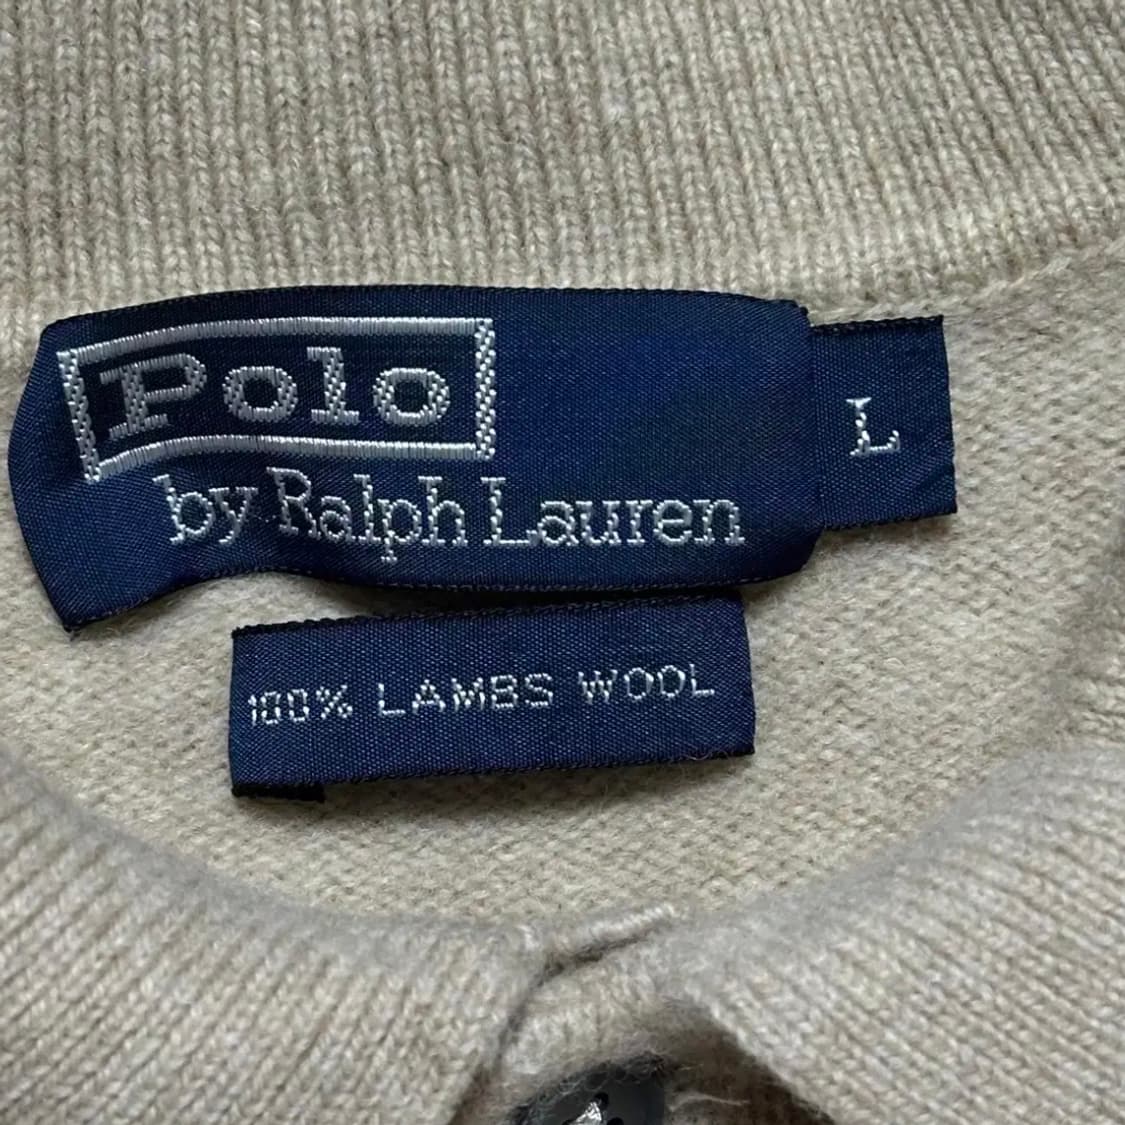 Polo
by Ralph Lauren
L
100% LAMBS WOOL